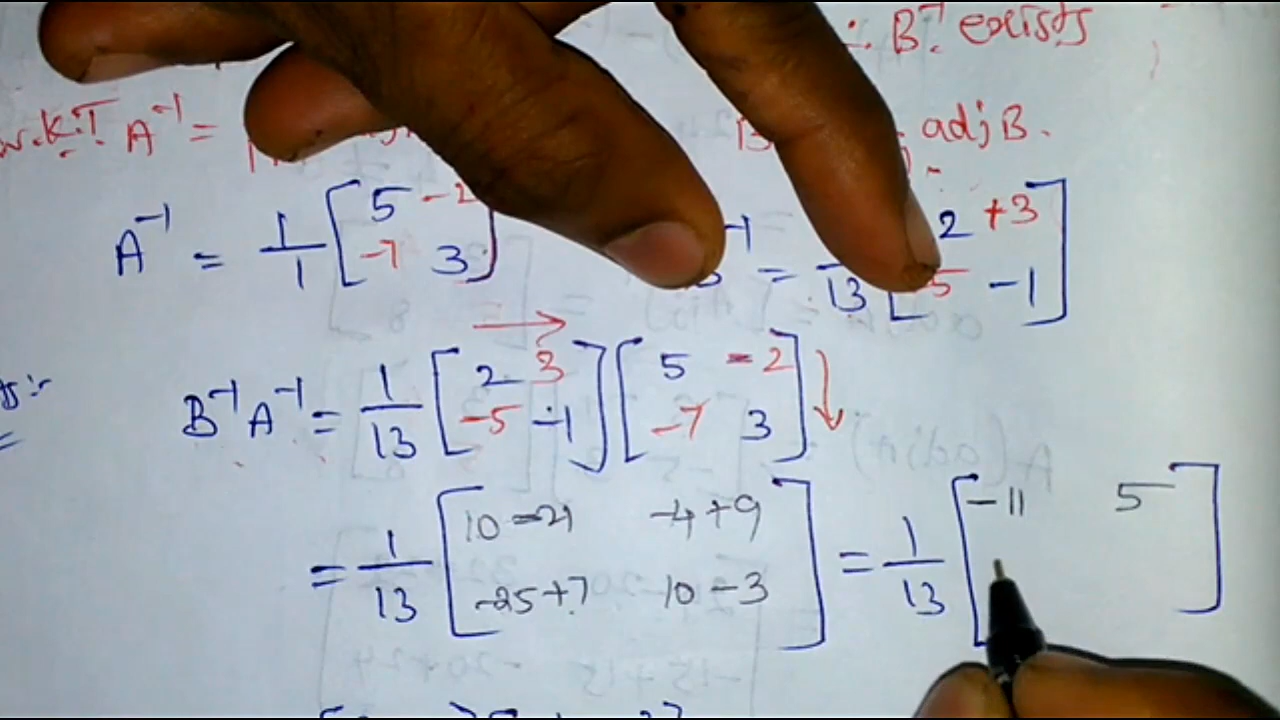 ∴ B⁻¹ exists
w.k.T A⁻¹ = adj B.
A⁻¹ = 1/1 [5 -2; -7 3] ⁻¹ = 1/13 [2 +3; -5 -1]
B⁻¹A⁻¹ = 1/13 [2 3; -5 -1] [5 -2; -7 3]
= 1/13 [10-21 -4+9; -25+7 10-3] = 1/13 [-11 5